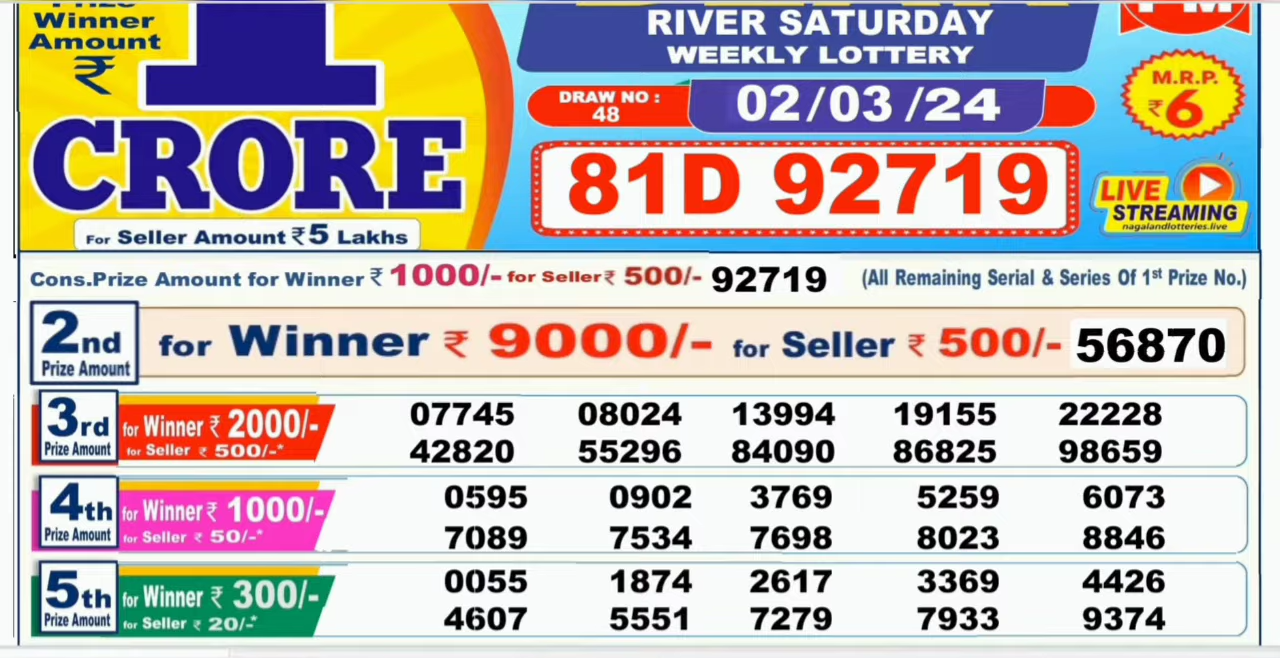 Prize
Winner
Amount
₹
1
CRORE
For Seller Amount ₹5 Lakhs
RIVER SATURDAY
WEEKLY LOTTERY
DRAW NO :
48
02/03/24
81D 92719
PM
M.R.P.
₹6
LIVE
STREAMING
nagalandlotteries.live
Cons.Prize Amount for Winner ₹ 1000/- for Seller ₹ 500/- 92719 (All Remaining Serial & Series Of 1st Prize No.)
2nd
Prize Amount
for Winner ₹ 9000/- for Seller ₹ 500/- 56870
3rd
Prize Amount
for Winner ₹ 2000/-
for Seller ₹ 500/-*
07745 08024 13994 19155 22228
42820 55296 84090 86825 98659
4th
Prize Amount
for Winner ₹ 1000/-
for Seller ₹ 50/-*
0595 0902 3769 5259 6073
7089 7534 7698 8023 8846
5th
Prize Amount
for Winner ₹ 300/-
for Seller ₹ 20/-*
0055 1874 2617 3369 4426
4607 5551 7279 7933 9374